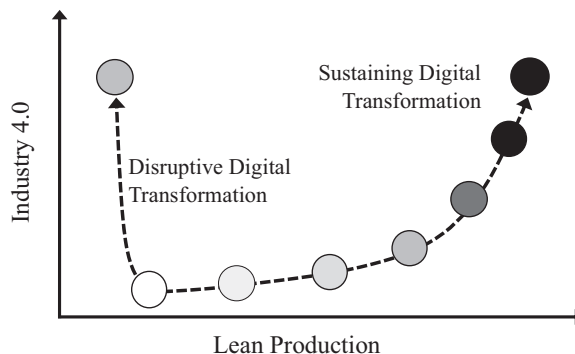 Industry 4.0
Sustaining Digital
Transformation
Disruptive Digital
Transformation
Lean Production